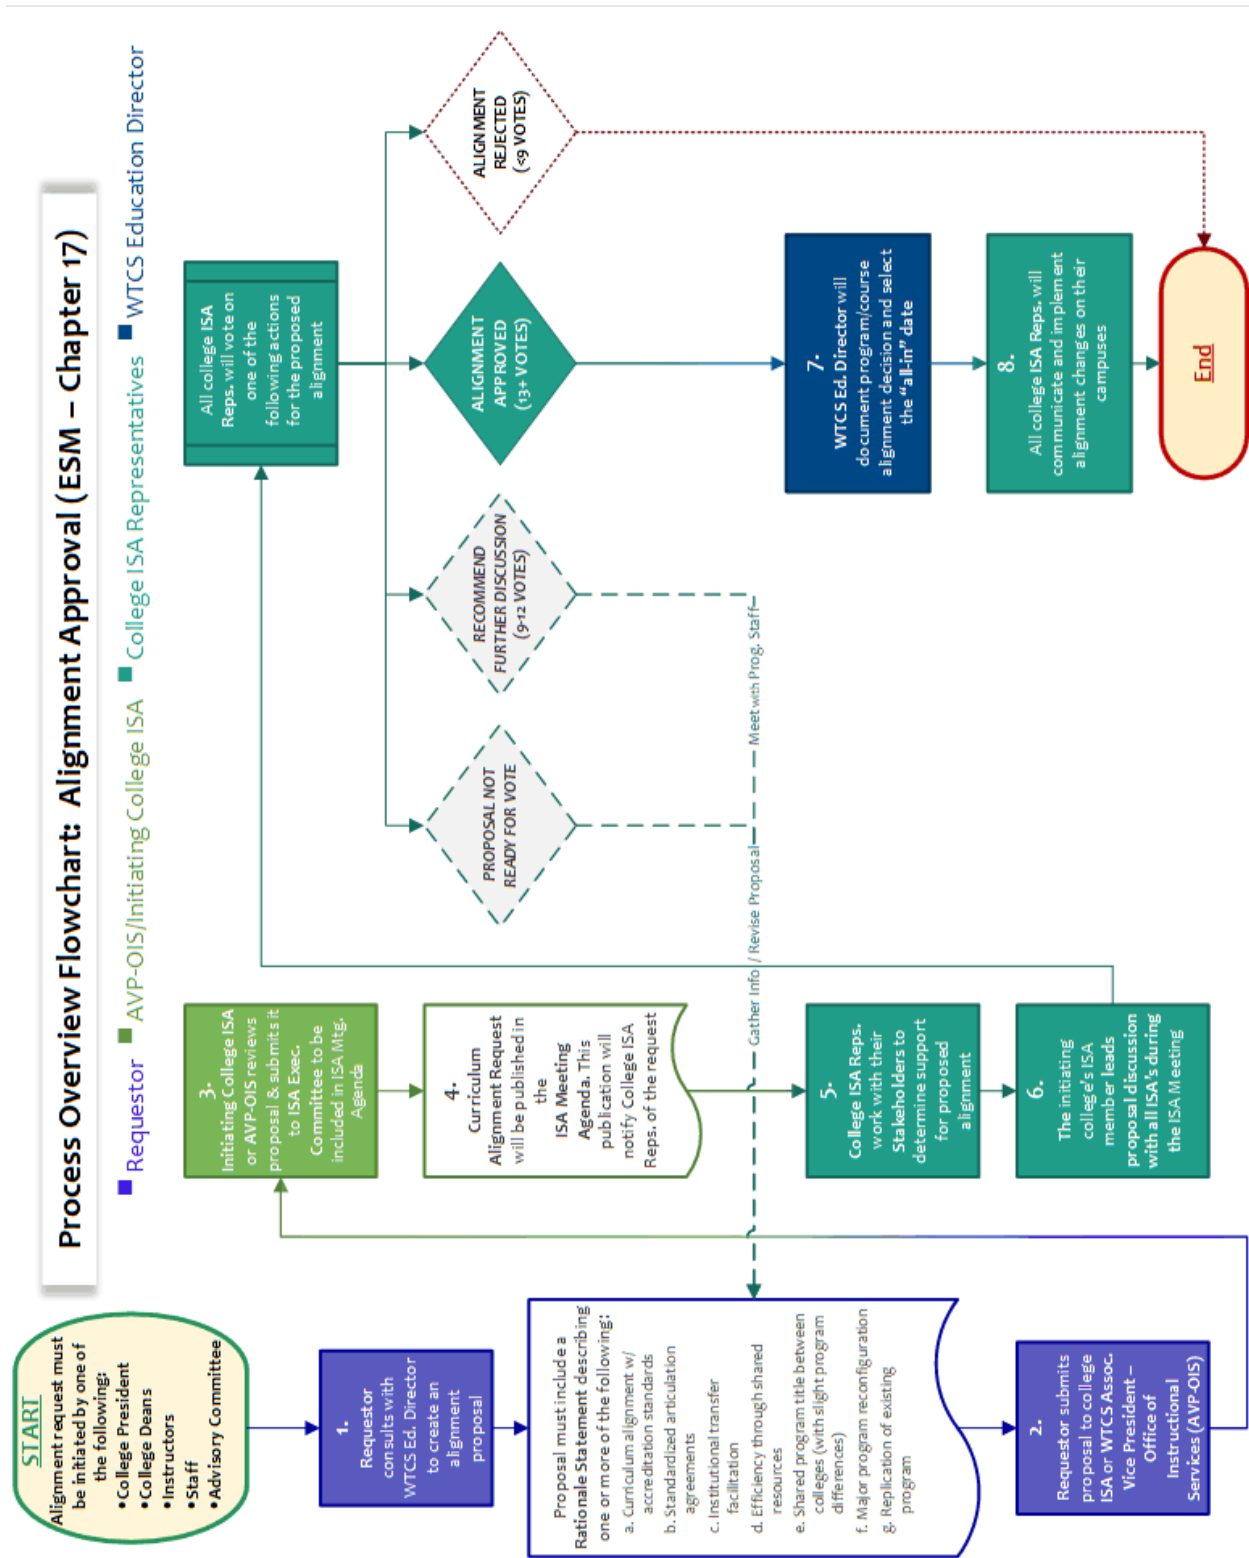 Process Overview Flowchart:  Alignment Approval (ESM – Chapter 17)
Requestor
AVP-OIS/Initiating College ISA
College ISA Representatives
WTCS Education Director
START
Alignment request must
be initiated by one of
the following:
•College President
•College Deans
•Instructors
•Staff
•Advisory Committee
1.
Requestor
consults with
WTCS Ed. Director
to create an
alignment
proposal
Proposal must include a
Rationale Statement describing
one or more of the following:
a. Curriculum alignment w/
accreditation standards
b. Standardized articulation
agreements
c. Institutional transfer
facilitation
d. Efficiency through shared
resources
e. Shared program title between
colleges (with slight program
differences)
f. Major program reconfiguration
g. Replication of existing
program
2.
Requestor submits
proposal to college
ISA or WTCS Assoc.
Vice President –
Office of
Instructional
Services (AVP-OIS)
3.
Initiating College ISA
or AVP-OIS reviews
proposal & submits it
to ISA Exec.
Committee to be
included in ISA Mtg.
Agenda
4.
Curriculum
Alignment Request
will be published in
the
ISA Meeting
Agenda. This
publication will
notify College ISA
Reps. of the request
5.
College ISA Reps.
work with their
Stakeholders to
determine support
for proposed
alignment
6.
The initiating
college's ISA
member leads
proposal discussion
with all ISA's during
the ISA Meeting
All college ISA
Reps. will vote on
one of the
following actions
for the proposed
alignment
PROPOSAL NOT
READY FOR VOTE
RECOMMEND
FURTHER DISCUSSION
(9-12 VOTES)
ALIGNMENT
APPROVED
(13+ VOTES)
ALIGNMENT
REJECTED
(<9 VOTES)
Gather Info / Revise Proposal
Meet with Prog. Staff
7.
WTCS Ed. Director will
document program/course
alignment decision and select
the "all-in" date
8.
All college ISA Reps. will
communicate and implement
alignment changes on their
campuses
End